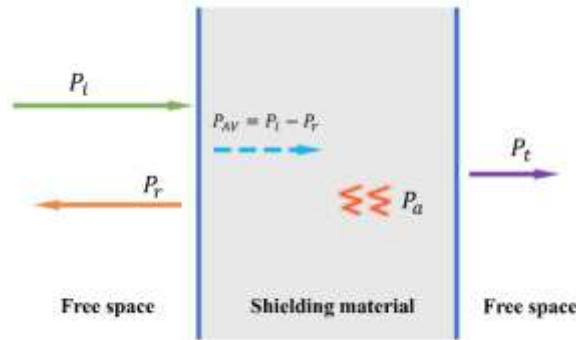 P_i
P_AV = P_i − P_r
P_t
P_r
P_a
Free space
Shielding material
Free space